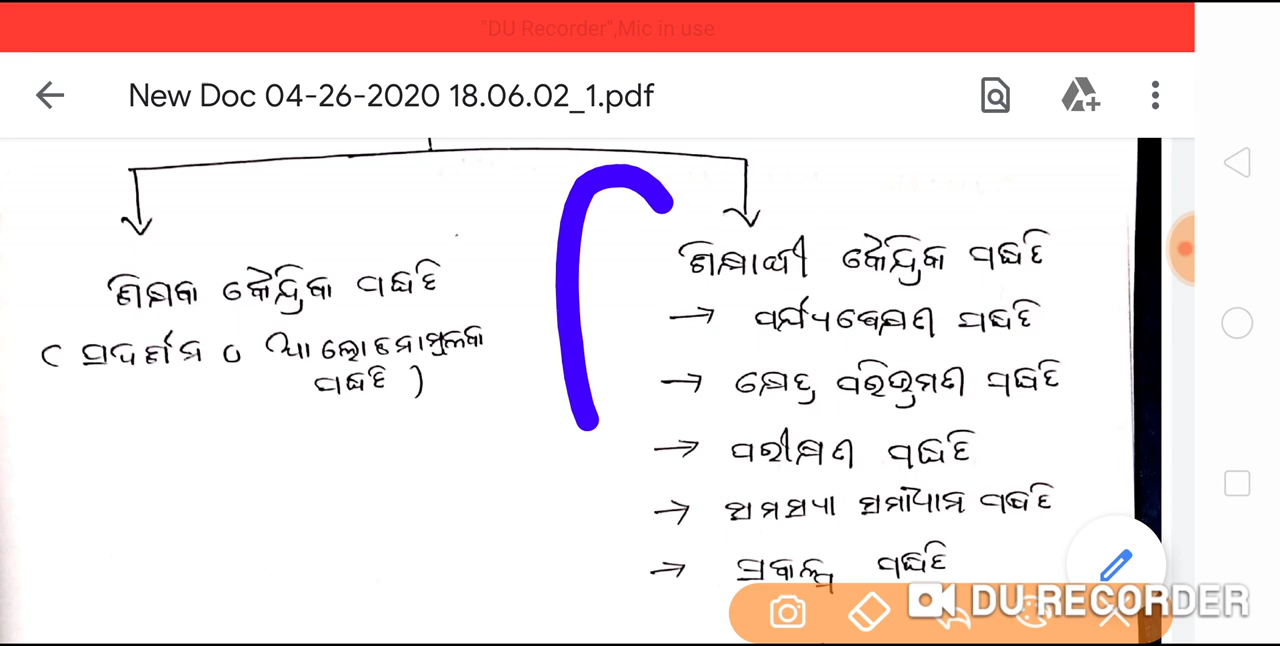 "DU Recorder",Mic in use
New Doc 04-26-2020 18.06.02_1.pdf
ଶିକ୍ଷକ କୈନ୍ଦ୍ରିକ ପଦ୍ଧତି
( ପ୍ରଦର୍ଶନ ଓ ଆଲୋଚନାମୂଳକ
ପଦ୍ଧତି )
ଶିକ୍ଷାର୍ଥୀ କୈନ୍ଦ୍ରିକ ପଦ୍ଧତି
→ ପର୍ଯ୍ୟବେକ୍ଷଣ ପଦ୍ଧତି
→ କ୍ଷେତ୍ର ପରିଭ୍ରମଣ ପଦ୍ଧତି
→ ପରୀକ୍ଷଣ ପଦ୍ଧତି
→ ସମସ୍ୟା ସମାଧାନ ପଦ୍ଧତି
→ ପ୍ରକଳ୍ପ ପଦ୍ଧତି
DU RECORDER